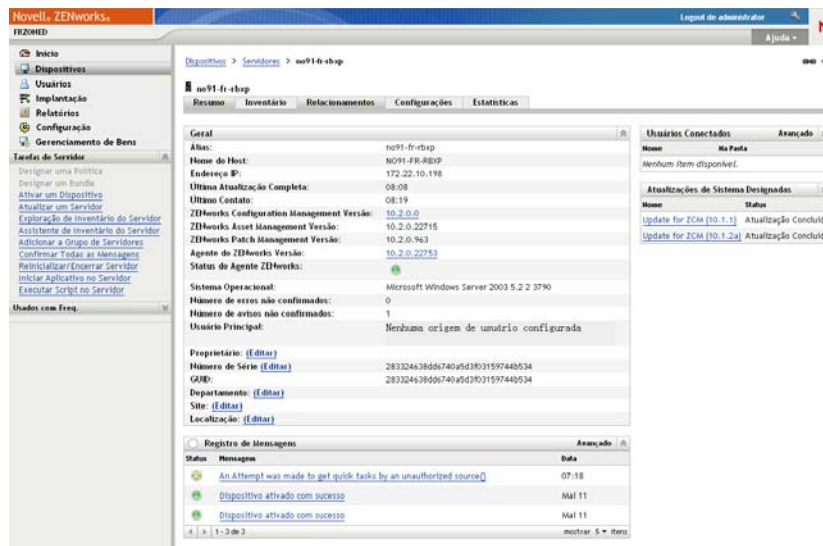 Novell® ZENworks®
Logout de administrator
FRZONED
Ajuda
Início
Dispositivos
Usuários
Implantação
Relatórios
Configuração
Gerenciamento de Bens
Tarefas de Servidor
Designar uma Política
Designar um Bundle
Ativar um Dispositivo
Atualizar um Servidor
Exploração de Inventário do Servidor
Assistente de Inventário do Servidor
Adicionar a Grupo de Servidores
Confirmar Todas as Mensagens
Reinicializar/Encerrar Servidor
Iniciar Aplicativo no Servidor
Executar Script no Servidor
Usados com Freq.
Dispositivos > Servidores > no91-fr-rbxp
no91-fr-rbxp
Resumo Inventário Relacionamentos Configurações Estatísticas
Geral
Álias: no91-fr-rbxp
Nome do Host: NO91-FR-RBXP
Endereço IP: 172.22.10.198
Última Atualização Completa: 08:08
Último Contato: 08:19
ZENworks Configuration Management Versão: 10.2.0.0
ZENworks Asset Management Versão: 10.2.0.22715
ZENworks Patch Management Versão: 10.2.0.963
Agente do ZENworks Versão: 10.2.0.22753
Status do Agente ZENworks:
Sistema Operacional: Microsoft Windows Server 2003 5.2 2 3790
Número de erros não confirmados: 0
Número de avisos não confirmados: 1
Usuário Principal: Nenhuma origem de usuário configurada
Proprietário: (Editar)
Número de Série (Editar) 283324638dd6740a5d3f03159744b534
GUID: 283324638dd6740a5d3f03159744b534
Departamento: (Editar)
Site: (Editar)
Localização: (Editar)
Registro de Mensagens Avançado
Status Mensagem Data
An Attempt was made to get quick tasks by an unauthorized source() 07:18
Dispositivo ativado com sucesso Mai 11
Dispositivo ativado com sucesso Mai 11
1 - 3 de 3 mostrar 5 itens
Usuários Conectados Avançado
Nome Na Pasta
Nenhum item disponível.
Atualizações de Sistema Designadas
Nome Status
Update for ZCM (10.1.1) Atualização Concluíd
Update for ZCM (10.1.2a) Atualização Concluíd